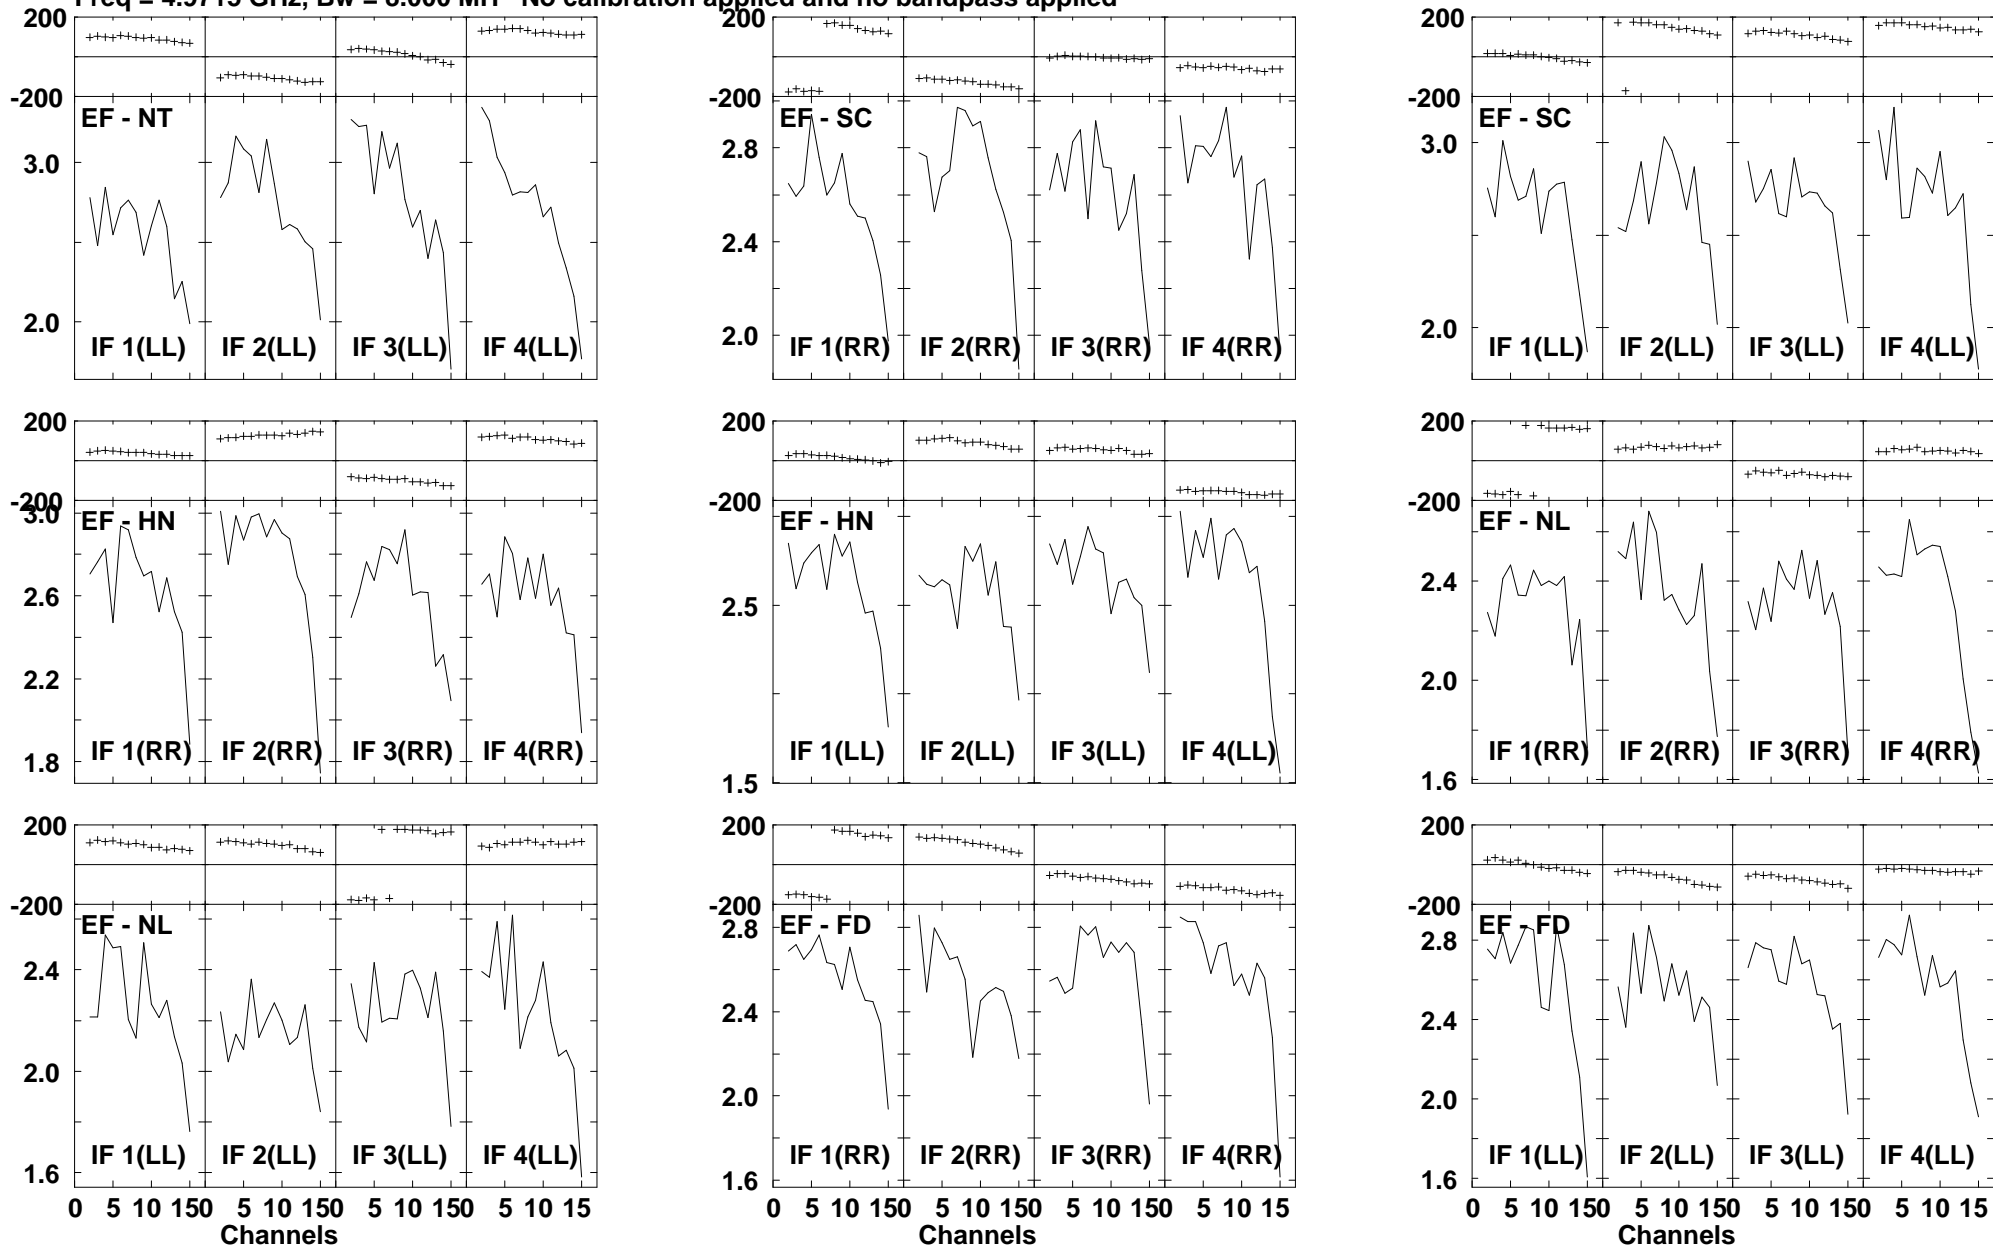 Freq = 4.9715 GHz, Bw = 8.000 MH No calibration applied and no bandpass applied
200 200 200
-200 -200 -200
EF - NT EF - SC EF - SC
3.0 2.8 3.0
2.4
2.0 2.0 2.0
IF 1(LL) IF 2(LL) IF 3(LL) IF 4(LL) IF 1(RR) IF 2(RR) IF 3(RR) IF 4(RR) IF 1(LL) IF 2(LL) IF 3(LL) IF 4(LL)
200 200 200
-200 -200 -200
3.0
EF - HN EF - HN EF - NL
2.6 2.5 2.4
2.2 2.0
1.8 1.5 1.6
IF 1(RR) IF 2(RR) IF 3(RR) IF 4(RR) IF 1(LL) IF 2(LL) IF 3(LL) IF 4(LL) IF 1(RR) IF 2(RR) IF 3(RR) IF 4(RR)
200 200 200
-200 -200 -200
EF - NL EF - FD EF - FD
2.8 2.8
2.4 2.4 2.4
2.0 2.0 2.0
IF 1(LL) IF 2(LL) IF 3(LL) IF 4(LL) IF 1(RR) IF 2(RR) IF 3(RR) IF 4(RR) IF 1(LL) IF 2(LL) IF 3(LL) IF 4(LL)
1.6 1.6 1.6
0 5 10 150 5 10 150 5 10 150 5 10 15 0 5 10 150 5 10 150 5 10 150 5 10 15 0 5 10 150 5 10 150 5 10 150 5 10 15
Channels Channels Channels